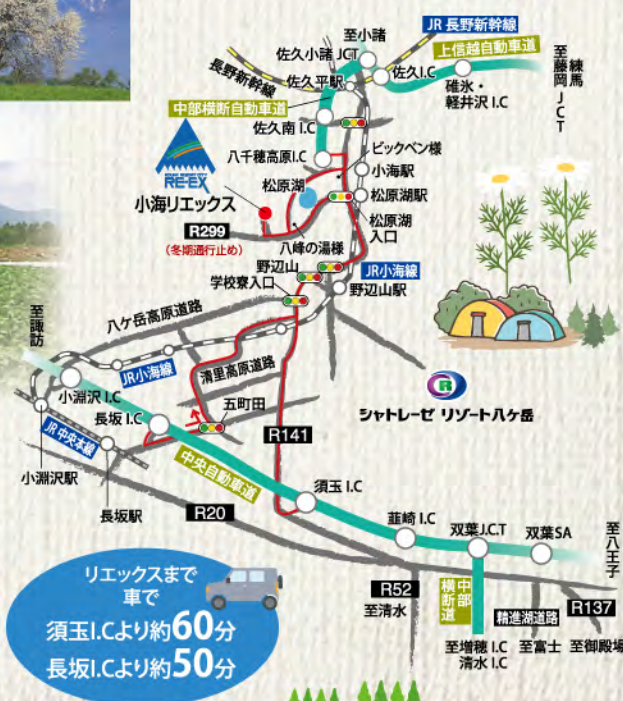 至小諸
JR 長野新幹線
佐久小諸 JCT
上信越自動車道
佐久I.C
長野新幹線
佐久平駅
碓氷・
軽井沢 I.C
至
練馬
藤岡JCT
中部横断自動車道
佐久南 I.C
ビックベン様
八千穂高原I.C
小海駅
RE-EX
小海リエックス
松原湖
松原湖駅
松原湖
入口
R299
(冬期通行止め)
八峰の湯様
野辺山
JR小海線
学校寮入口
野辺山駅
至諏訪
八ケ岳高原道路
JR小海線
清里高原道路
小淵沢 I.C
五町田
シャトレーゼ リゾート八ケ岳
長坂 I.C
R141
JR 中央本線
中央自動車道
小淵沢駅
須玉 I.C
長坂駅
R20
韮崎 I.C
双葉J.C.T
双葉SA
至八王子
リエックスまで
車で
須玉I.Cより約60分
長坂I.Cより約50分
R52
中部
横断道
R137
至清水
精進湖道路
至増穂 I.C
清水 I.C
至富士
至御殿場